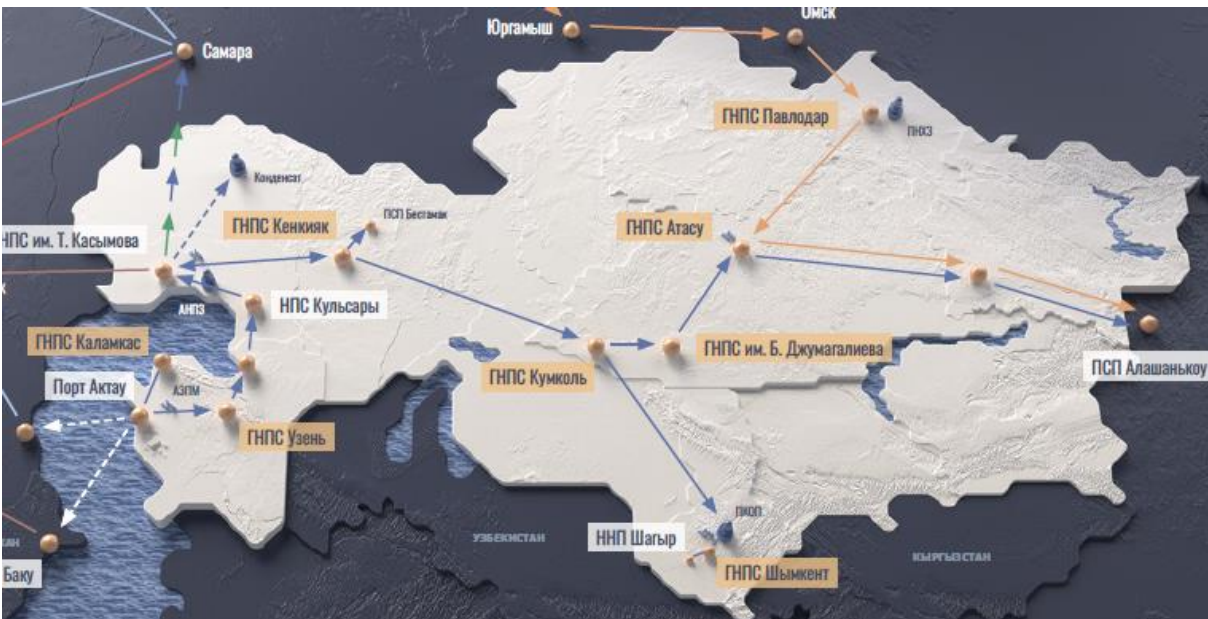 Омск
Юргамыш
Самара
ГНПС Павлодар
ПНХЗ
Конденсат
ПСП Бестамак
ГНПС Кенкияк
ГНПС Атасу
НПС им. Т. Касымова
НПС Кульсары
АНПЗ
ГНПС Каламкас
ГНПС им. Б. Джумагалиева
ПСП Алашанькоу
ГНПС Кумколь
Порт Актау
АЗПМ
ГНПС Узень
ПКОП
ННП Шагыр
УЗБЕКИСТАН
КЫРГЫЗСТАН
Баку
ГНПС Шымкент